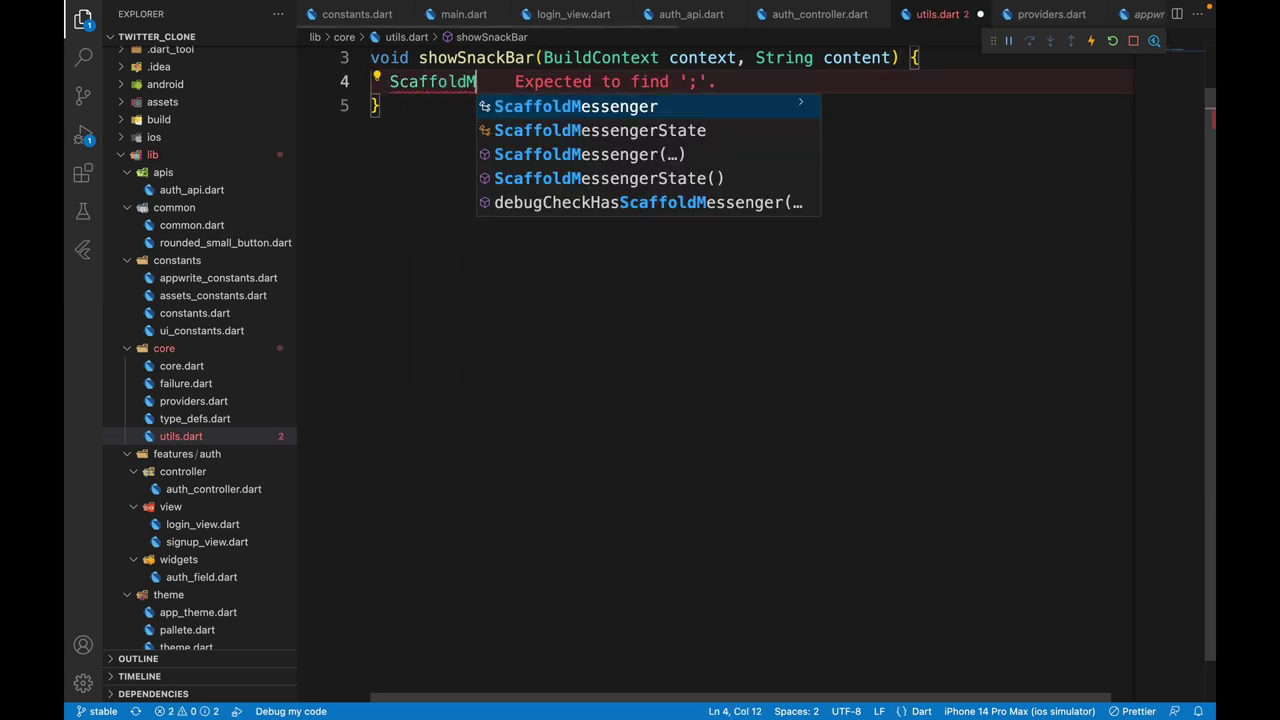 EXPLORER
constants.dart
main.dart
login_view.dart
auth_api.dart
auth_controller.dart
utils.dart 2
providers.dart
appwr
TWITTER_CLONE
lib > core > utils.dart > showSnackBar
.dart_tool
.idea
android
assets
build
ios
lib
apis
auth_api.dart
common
common.dart
rounded_small_button.dart
constants
appwrite_constants.dart
assets_constants.dart
constants.dart
ui_constants.dart
core
core.dart
failure.dart
providers.dart
type_defs.dart
utils.dart 2
features / auth
controller
auth_controller.dart
view
login_view.dart
signup_view.dart
widgets
auth_field.dart
theme
app_theme.dart
pallete.dart
theme.dart
OUTLINE
TIMELINE
DEPENDENCIES
1
1
3 void showSnackBar(BuildContext context, String content) {
4 ScaffoldM Expected to find ';'.
5 }
ScaffoldMessenger
ScaffoldMessengerState
ScaffoldMessenger(…)
ScaffoldMessengerState()
debugCheckHasScaffoldMessenger(…
stable 2 0 2 Debug my code Ln 4, Col 12 Spaces: 2 UTF-8 LF {} Dart iPhone 14 Pro Max (ios simulator) Prettier